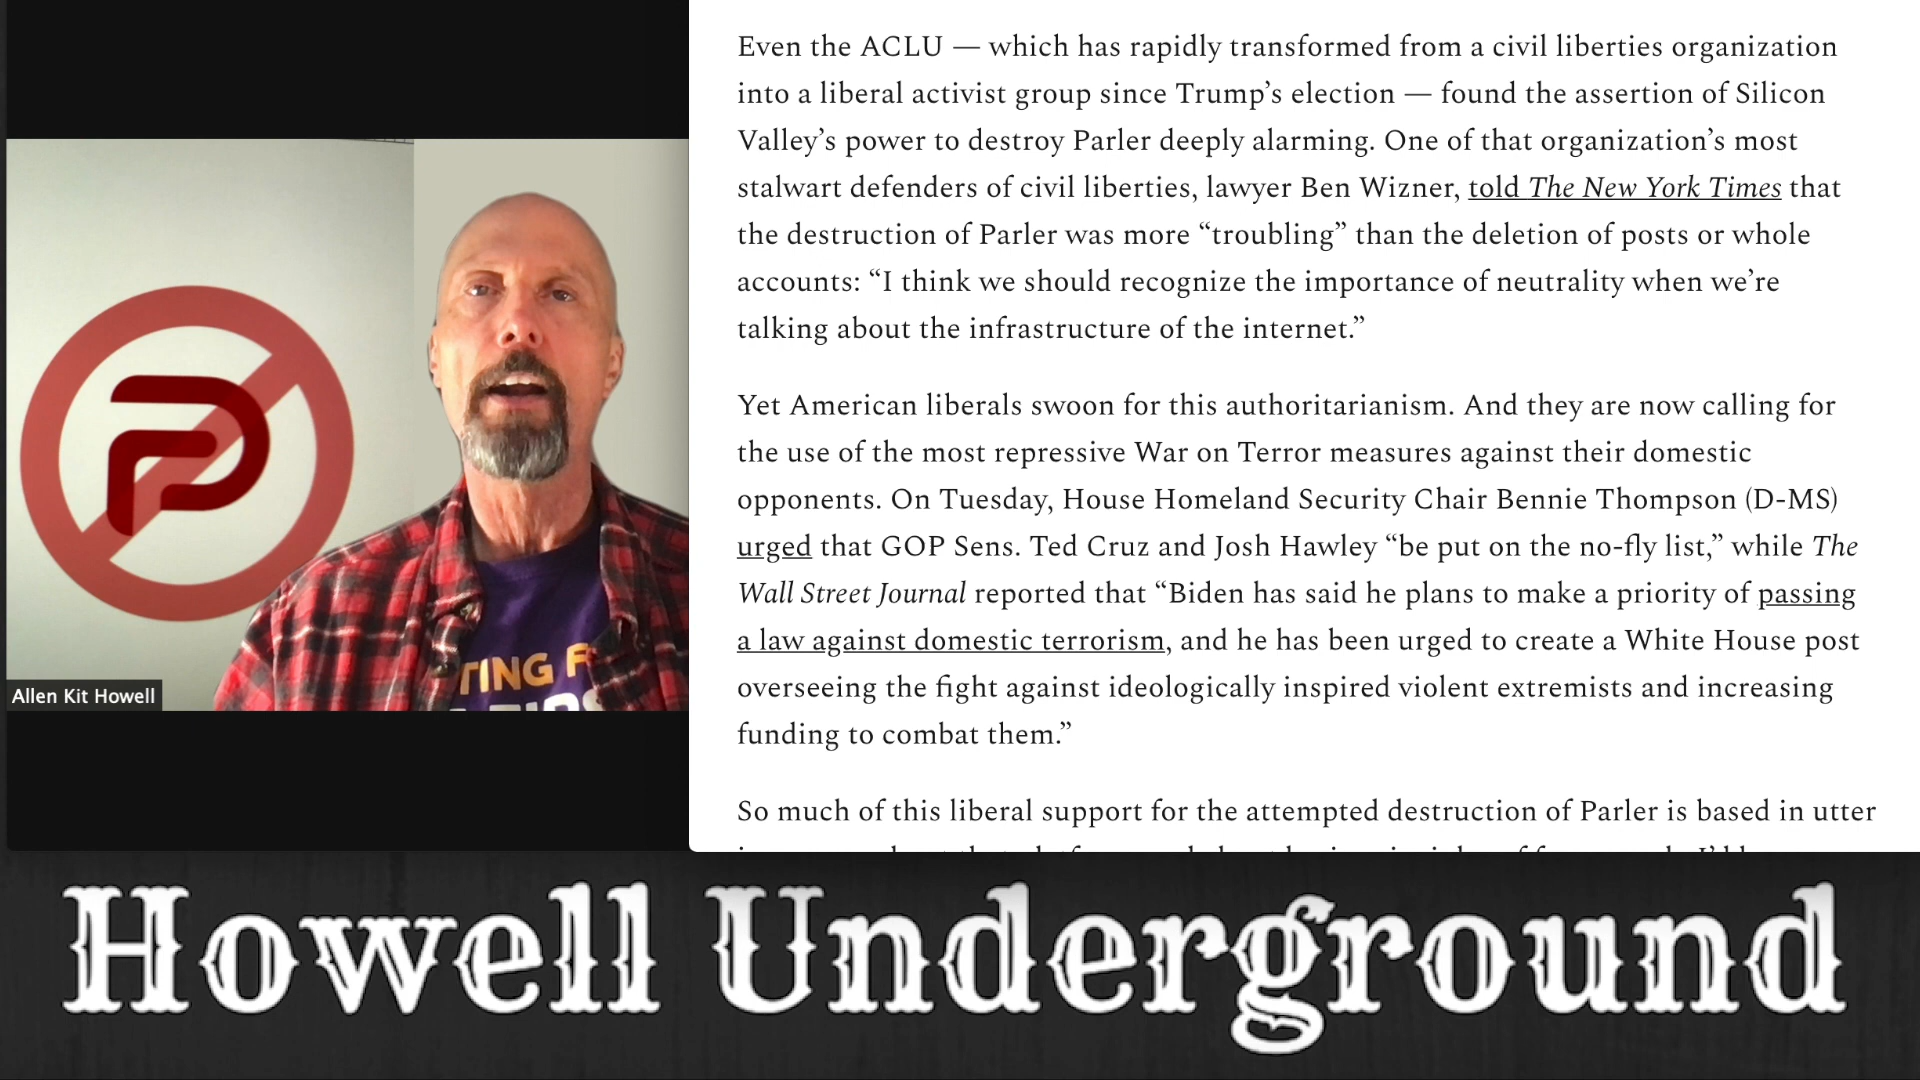 Even the ACLU — which has rapidly transformed from a civil liberties organization
into a liberal activist group since Trump’s election — found the assertion of Silicon
Valley’s power to destroy Parler deeply alarming. One of that organization’s most
stalwart defenders of civil liberties, lawyer Ben Wizner, told The New York Times that
the destruction of Parler was more “troubling” than the deletion of posts or whole
accounts: “I think we should recognize the importance of neutrality when we’re
talking about the infrastructure of the internet.”
Yet American liberals swoon for this authoritarianism. And they are now calling for
the use of the most repressive War on Terror measures against their domestic
opponents. On Tuesday, House Homeland Security Chair Bennie Thompson (D-MS)
urged that GOP Sens. Ted Cruz and Josh Hawley “be put on the no-fly list,” while The
Wall Street Journal reported that “Biden has said he plans to make a priority of passing
a law against domestic terrorism, and he has been urged to create a White House post
overseeing the fight against ideologically inspired violent extremists and increasing
funding to combat them.”
So much of this liberal support for the attempted destruction of Parler is based in utter
TING F
Allen Kit Howell
Howell Underground